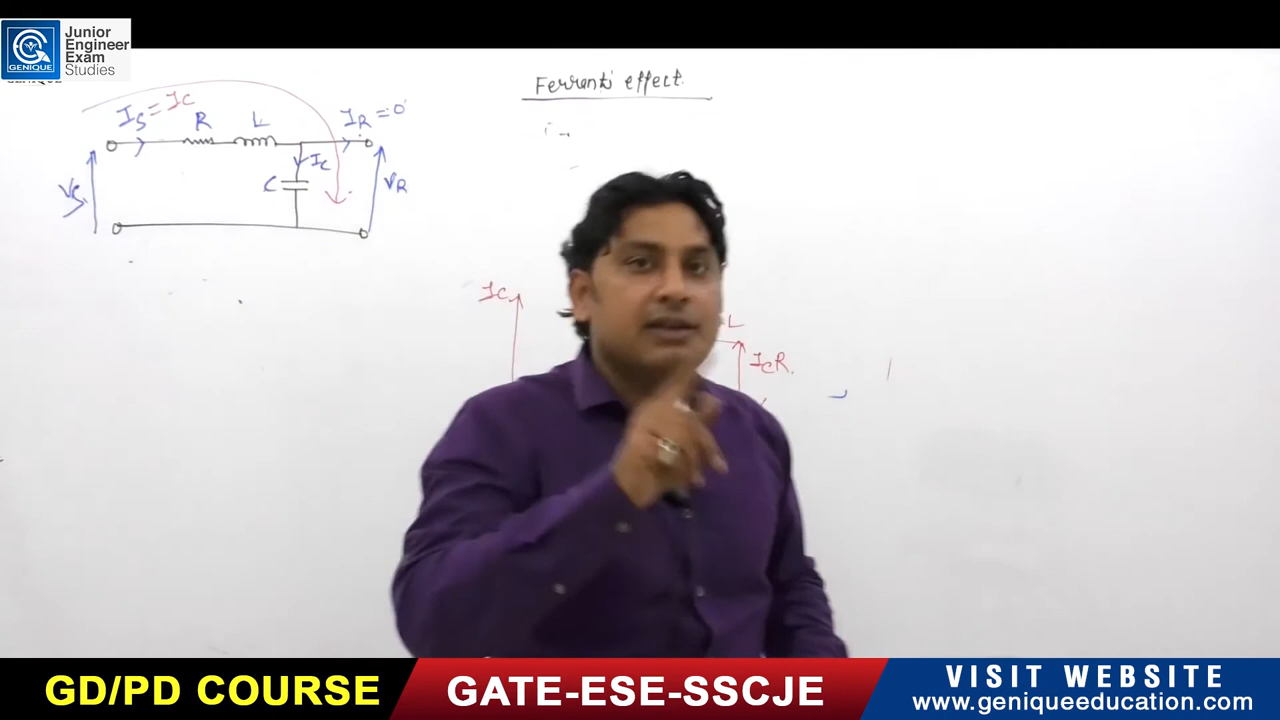 GENIQUE
Junior
Engineer
Exam
Studies
Ferranti effect
IS = IC
R
L
IR = 0
IC
C
VS
VR
IC
L
ICR
GD/PD COURSE
GATE-ESE-SSCJE
VISIT WEBSITE
www.geniqueeducation.com